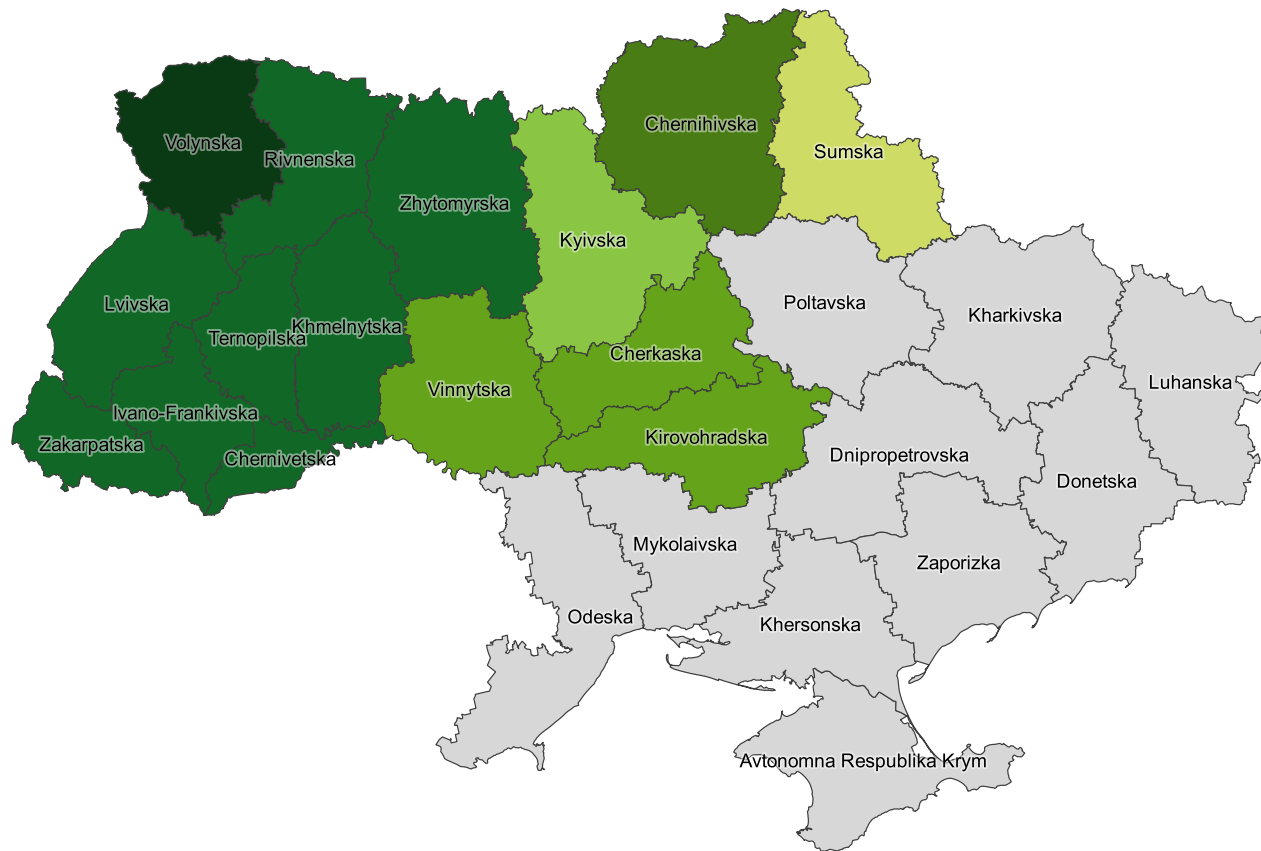 Chernihivska
Volynska
Sumska
Rivnenska
Zhytomyrska
Kyivska
Lvivska
Poltavska
Kharkivska
Khmelnytska
Ternopilska
Cherkaska
Luhanska
Vinnytska
Ivano-Frankivska
Kirovohradska
Zakarpatska
Chernivetska
Dnipropetrovska
Donetska
Mykolaivska
Zaporizka
Odeska
Khersonska
Avtonomna Respublika Krym